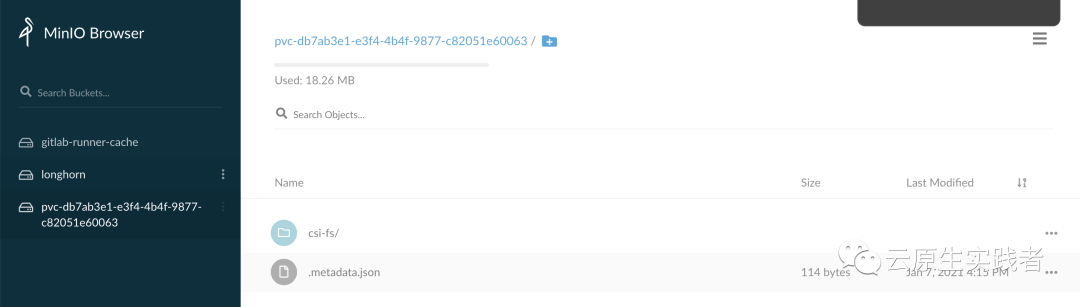 MinIO Browser
Search Buckets...
gitlab-runner-cache
longhorn
pvc-db7ab3e1-e3f4-4b4f-9877-
c82051e60063
pvc-db7ab3e1-e3f4-4b4f-9877-c82051e60063 /
Used: 18.26 MB
Search Objects...
Name Size Last Modified
csi-fs/
.metadata.json 114 bytes Jan 7, 2021 4:15 PM
云原生实践者